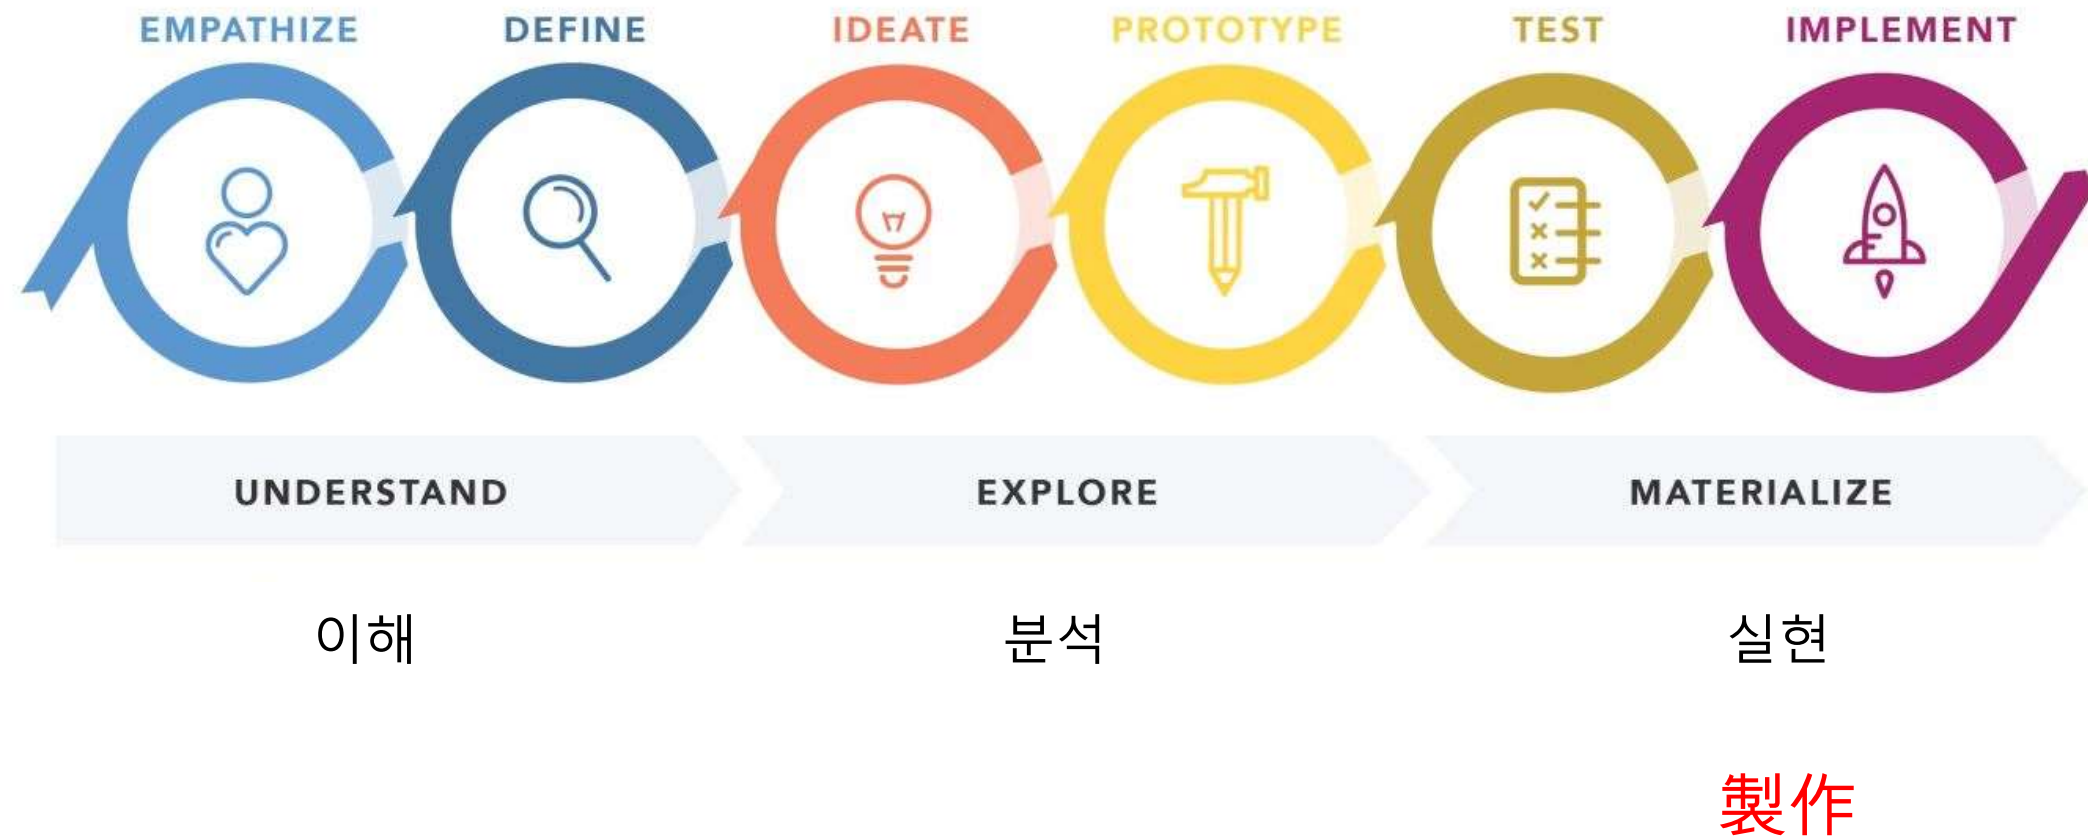 EMPATHIZE DEFINE IDEATE PROTOTYPE TEST IMPLEMENT
UNDERSTAND EXPLORE MATERIALIZE
이해 분석 실현
製作